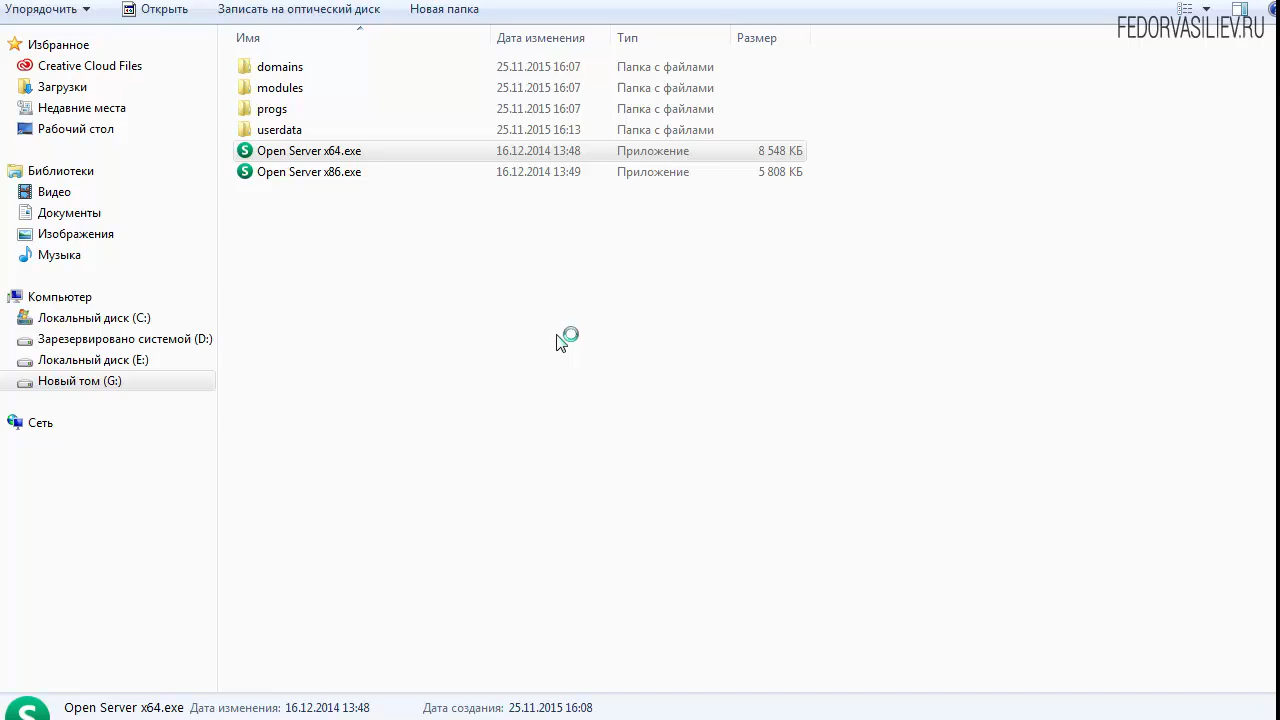 Упорядочить Открыть Записать на оптический диск Новая папка
FEDORVASILIEV.RU
Имя Дата изменения Тип Размер
Избранное
Creative Cloud Files
Загрузки
Недавние места
Рабочий стол
Библиотеки
Видео
Документы
Изображения
Музыка
Компьютер
Локальный диск (C:)
Зарезервировано системой (D:)
Локальный диск (E:)
Новый том (G:)
Сеть
domains 25.11.2015 16:07 Папка с файлами
modules 25.11.2015 16:07 Папка с файлами
progs 25.11.2015 16:07 Папка с файлами
userdata 25.11.2015 16:13 Папка с файлами
Open Server x64.exe 16.12.2014 13:48 Приложение 8 548 КБ
Open Server x86.exe 16.12.2014 13:49 Приложение 5 808 КБ
Open Server x64.exe Дата изменения: 16.12.2014 13:48 Дата создания: 25.11.2015 16:08